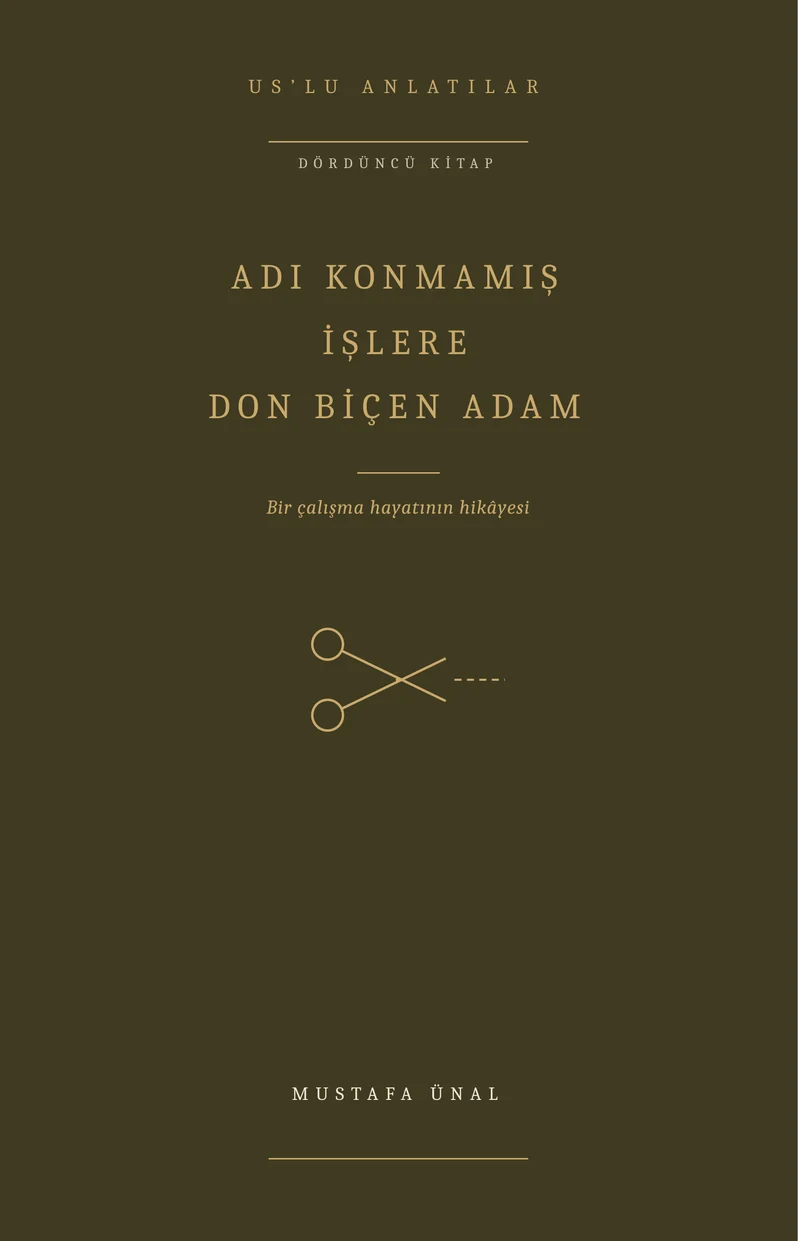 US’LU ANLATILAR
DÖRDÜNCÜ KİTAP
ADI KONMAMIŞ
İŞLERE
DON BİÇEN ADAM
Bir çalışma hayatının hikâyesi
MUSTAFA ÜNAL